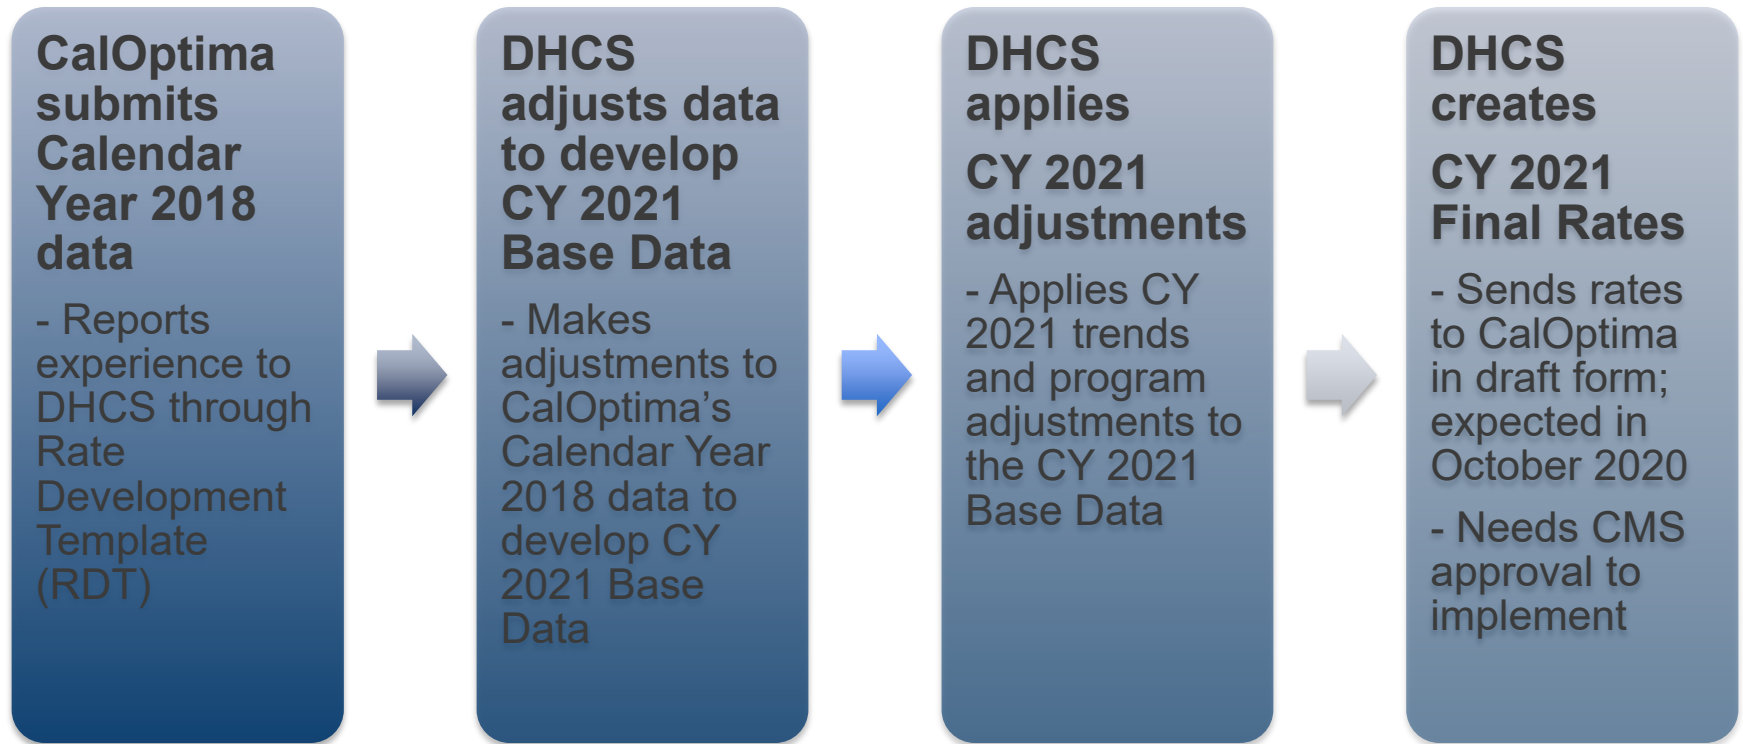 CalOptima
submits
Calendar
Year 2018
data
- Reports
experience to
DHCS through
Rate
Development
Template
(RDT)
DHCS
adjusts data
to develop
CY 2021
Base Data
- Makes
adjustments to
CalOptima’s
Calendar Year
2018 data to
develop CY
2021 Base
Data
DHCS
applies
CY 2021
adjustments
- Applies CY
2021 trends
and program
adjustments to
the CY 2021
Base Data
DHCS
creates
CY 2021
Final Rates
- Sends rates
to CalOptima
in draft form;
expected in
October 2020
- Needs CMS
approval to
implement